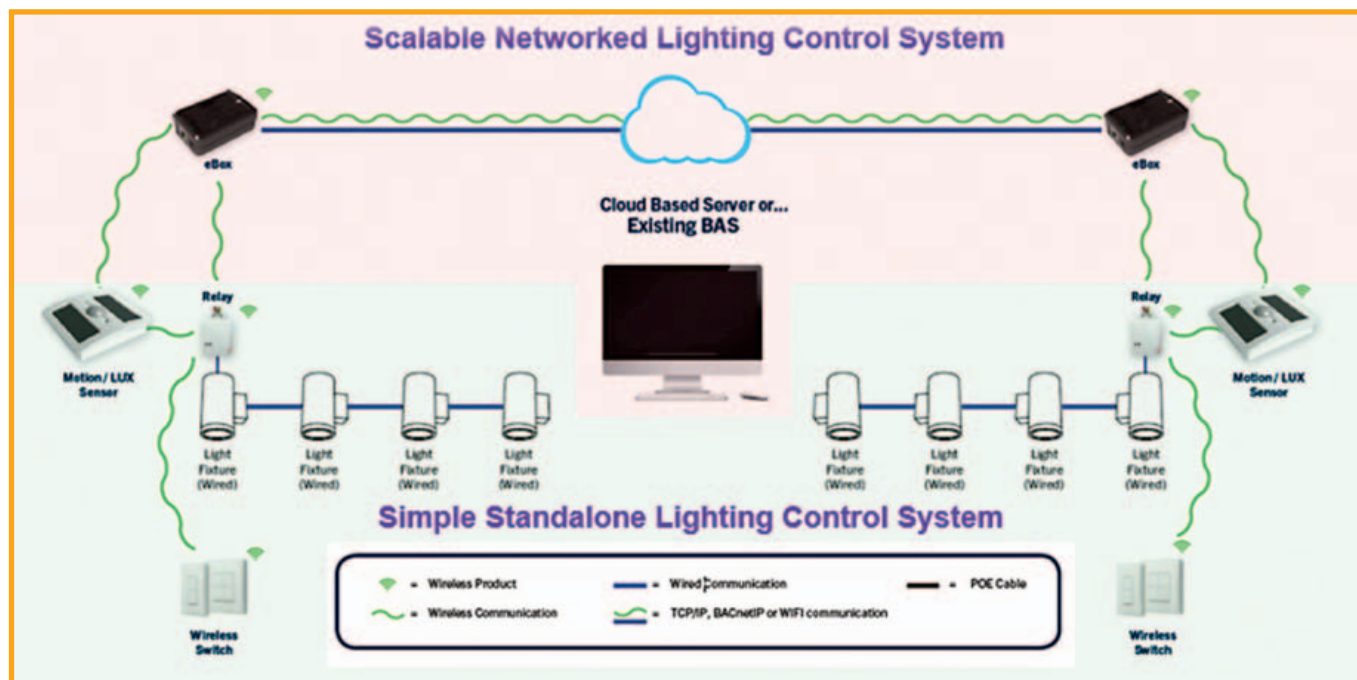 Scalable Networked Lighting Control System
eBox
eBox
Cloud Based Server or...
Existing BAS
Relay
Relay
Motion / LUX
Sensor
Motion / LUX
Sensor
Light
Fixture
(Wired)
Light
Fixture
(Wired)
Light
Fixture
(Wired)
Light
Fixture
(Wired)
Light
Fixture
(Wired)
Light
Fixture
(Wired)
Light
Fixture
(Wired)
Light
Fixture
(Wired)
Simple Standalone Lighting Control System
= Wireless Product
= Wired Communication
= POE Cable
= Wireless Communication
= TCP/IP, BACnetIP or WIFI communication
Wireless
Switch
Wireless
Switch